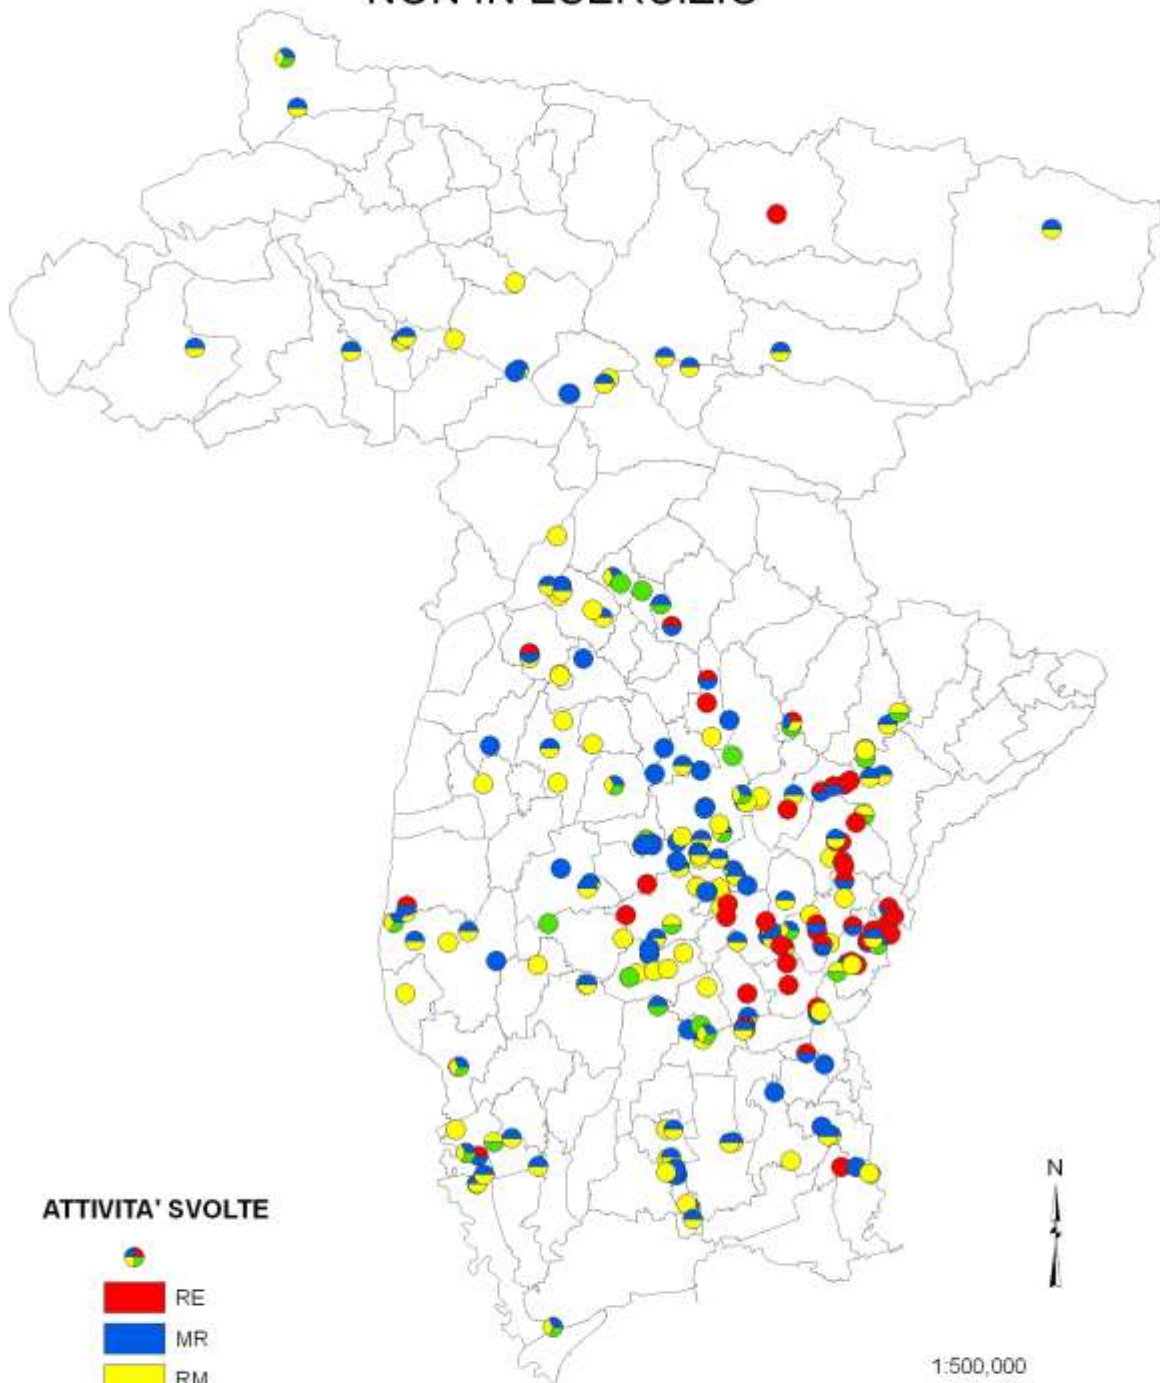 NON IN ESERCIZIO
N
ATTIVITA' SVOLTE
RE
MR
RM
1:500,000